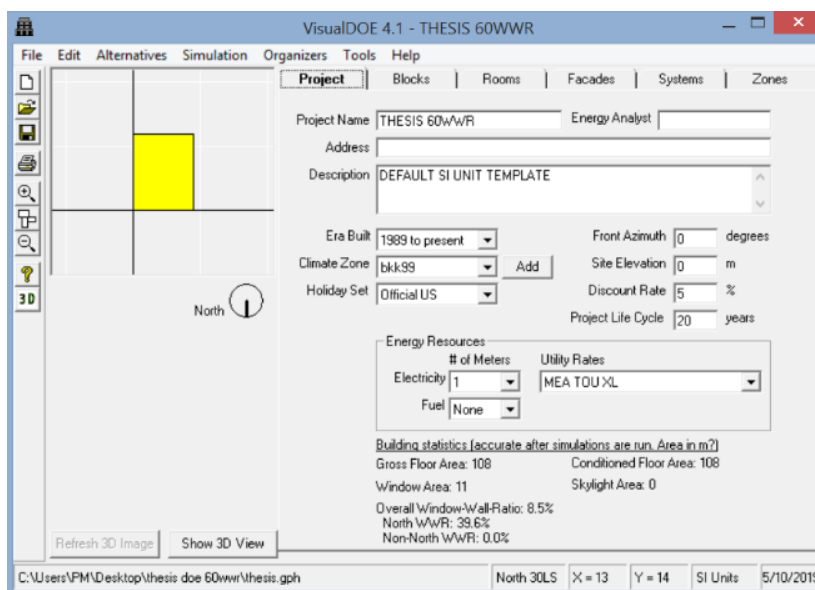 VisualDOE 4.1 - THESIS 60WWR
File Edit Alternatives Simulation Organizers Tools Help
Project Blocks Rooms Facades Systems Zones
Project Name THESIS 60WWR Energy Analyst
Address
Description DEFAULT SI UNIT TEMPLATE
Era Built 1989 to present Front Azimuth 0 degrees
Climate Zone bkk99 Add Site Elevation 0 m
Holiday Set Official US Discount Rate 5 %
Project Life Cycle 20 years
North
3D
Energy Resources
# of Meters Utility Rates
Electricity 1 MEA TOU XL
Fuel None
Building statistics (accurate after simulations are run. Area in m?)
Gross Floor Area: 108 Conditioned Floor Area: 108
Window Area: 11 Skylight Area: 0
Overall Window-Wall-Ratio: 8.5%
North WWR: 39.6%
Non-North WWR: 0.0%
Refresh 3D Image Show 3D View
C:\Users\PM\Desktop\thesis doe 60wwr\thesis.gph North 30LS X = 13 Y = 14 SI Units 5/10/2019